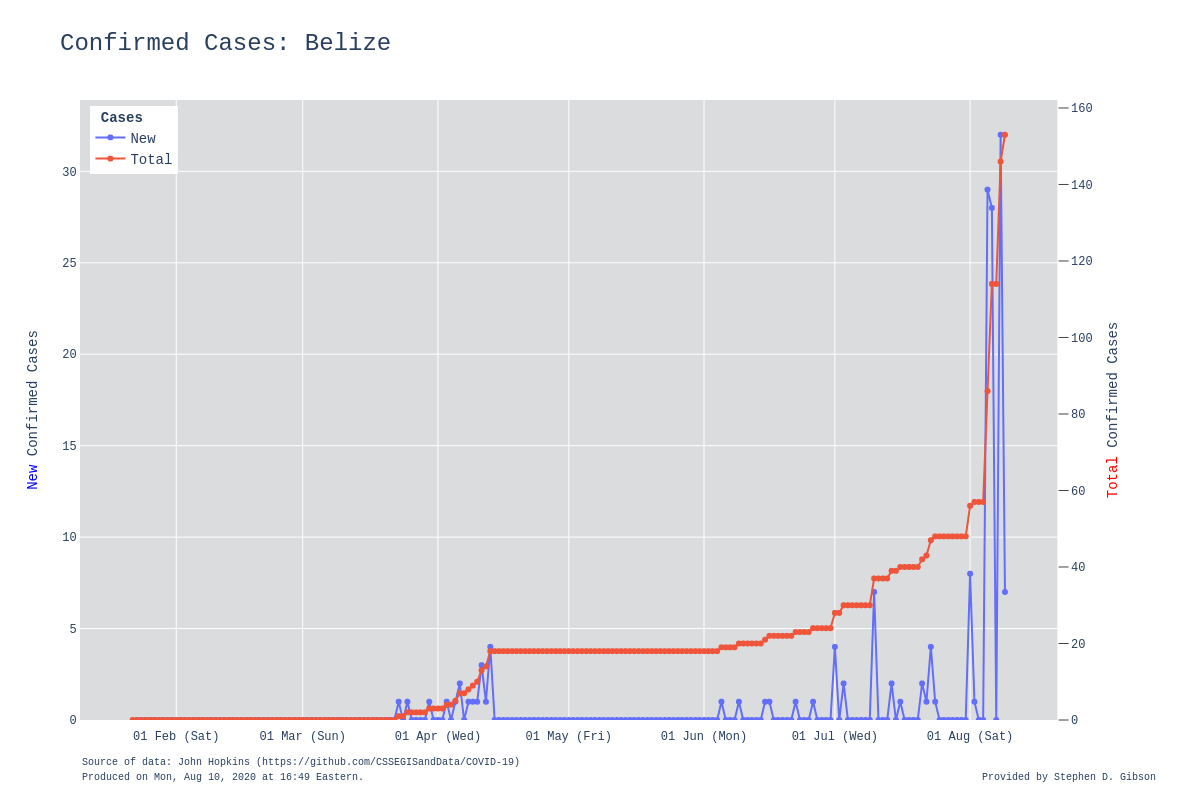 Confirmed Cases: Belize
Cases
New
Total
30
25
20
15
10
5
0
160
140
120
100
80
60
40
20
0
New Confirmed Cases
Total Confirmed Cases
01 Feb (Sat) 01 Mar (Sun) 01 Apr (Wed) 01 May (Fri) 01 Jun (Mon) 01 Jul (Wed) 01 Aug (Sat)
Source of data: John Hopkins (https://github.com/CSSEGISandData/COVID-19)
Produced on Mon, Aug 10, 2020 at 16:49 Eastern.
Provided by Stephen D. Gibson